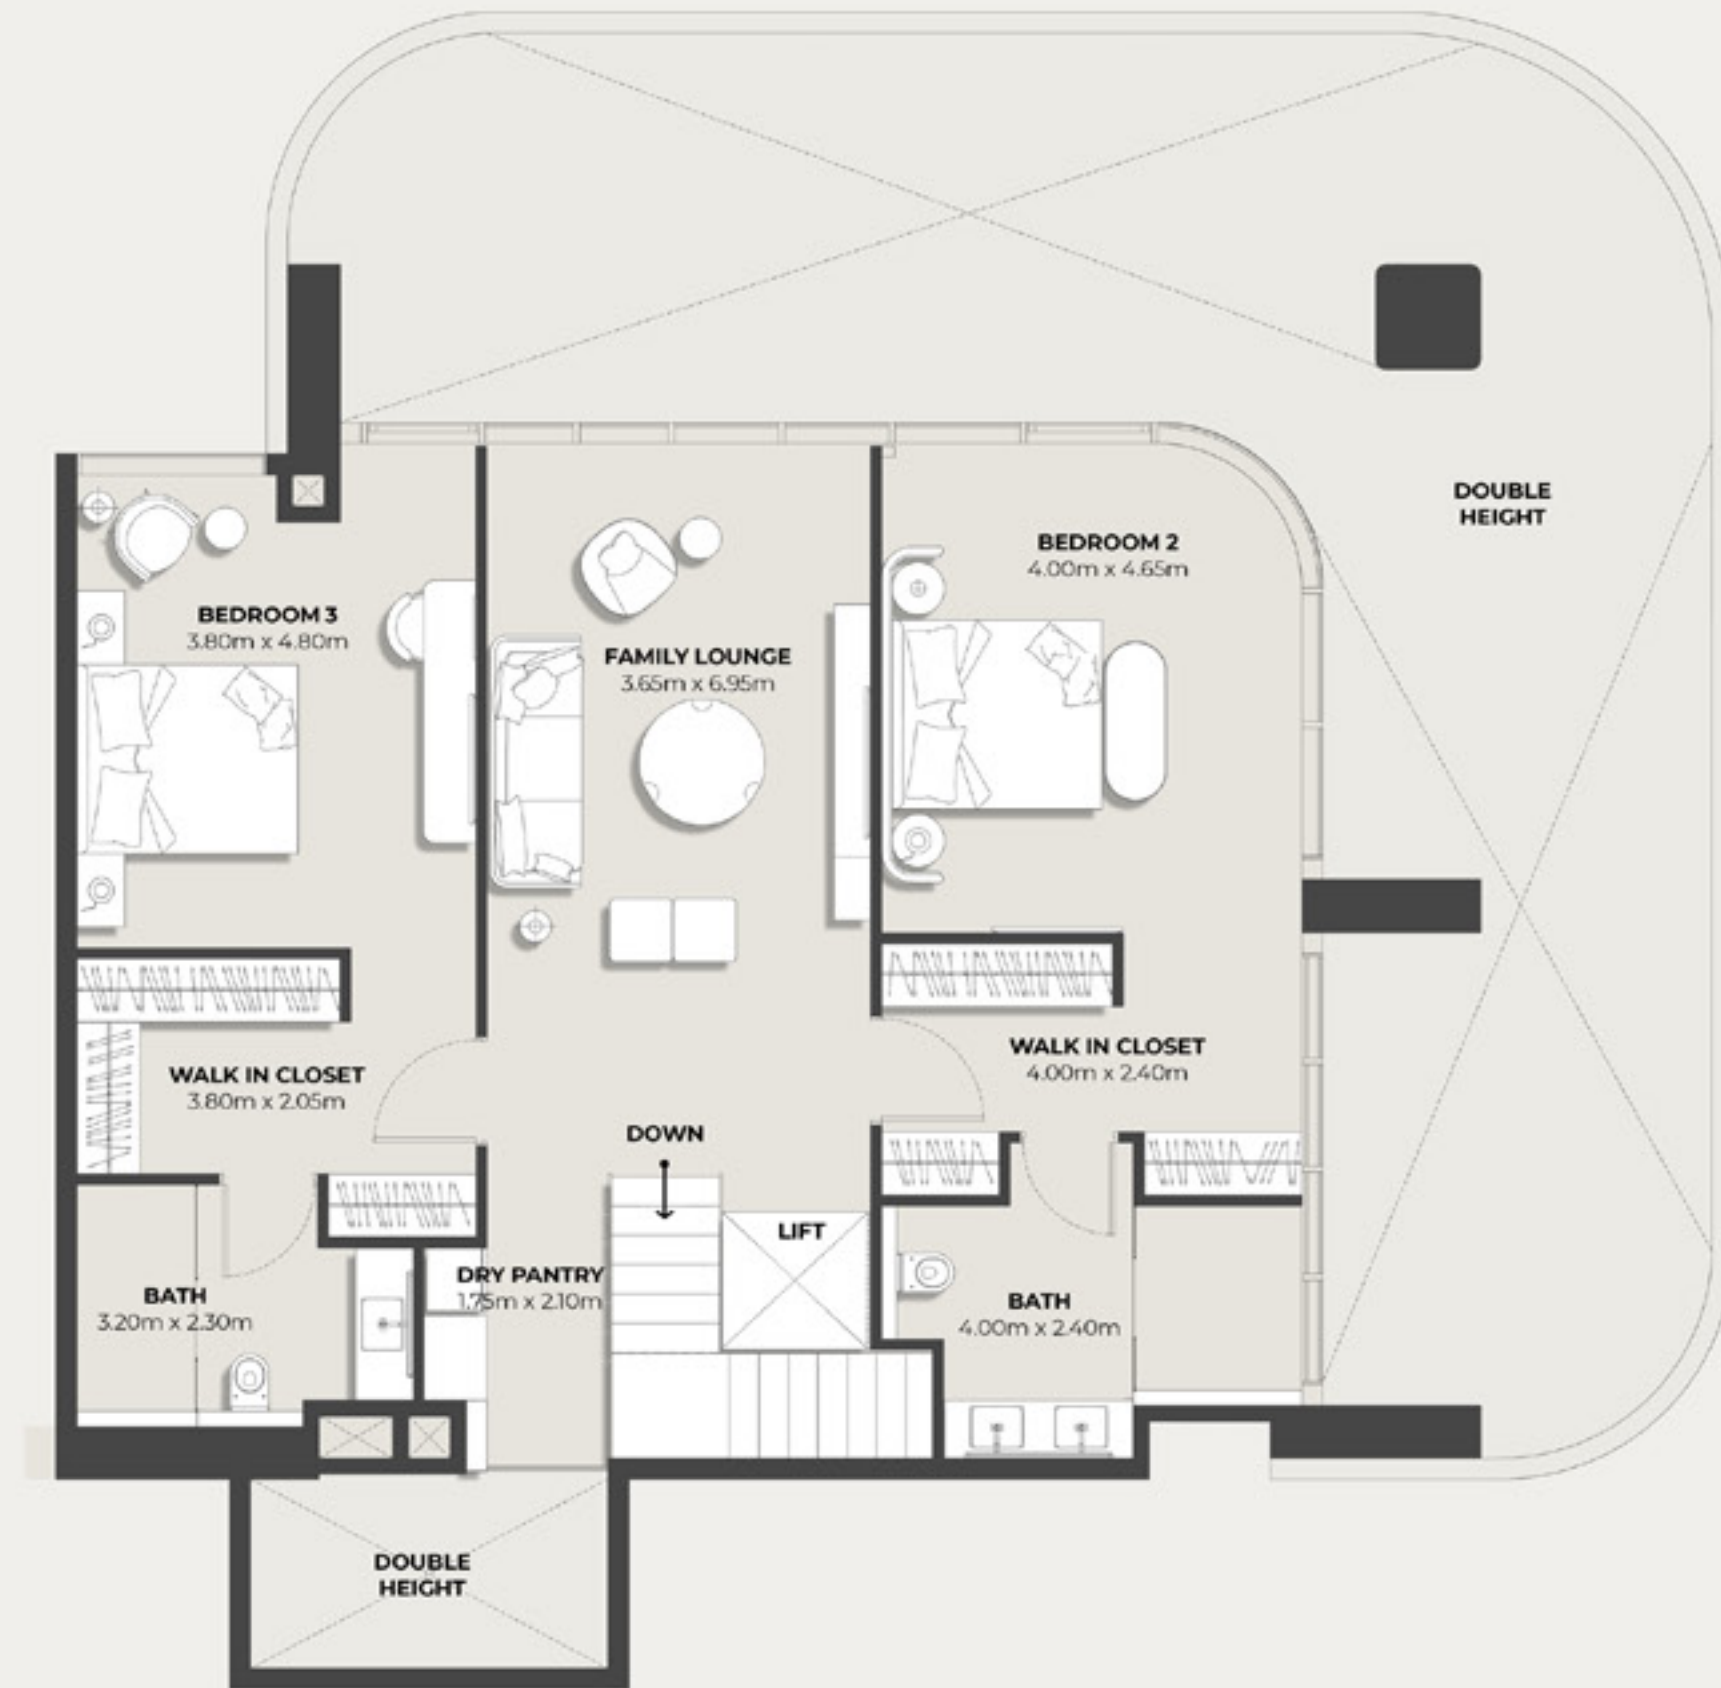 DOUBLE
HEIGHT
BEDROOM 2
4.00m x 4.65m
BEDROOM 3
3.80m x 4.80m
FAMILY LOUNGE
3.65m x 6.95m
WALK IN CLOSET
4.00m x 2.40m
WALK IN CLOSET
3.80m x 2.05m
DOWN
LIFT
DRY PANTRY
1.75m x 2.10m
BATH
3.20m x 2.30m
BATH
4.00m x 2.40m
DOUBLE
HEIGHT